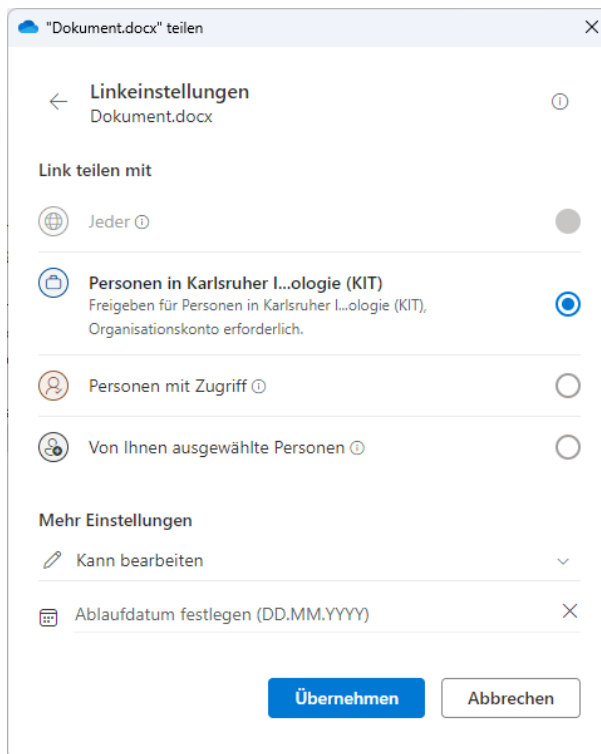 "Dokument.docx" teilen
Linkeinstellungen
Dokument.docx
Link teilen mit
Jeder
Personen in Karlsruher I...ologie (KIT)
Freigeben für Personen in Karlsruher I...ologie (KIT),
Organisationskonto erforderlich.
Personen mit Zugriff
Von Ihnen ausgewählte Personen
Mehr Einstellungen
Kann bearbeiten
Ablaufdatum festlegen (DD.MM.YYYY)
Übernehmen Abbrechen